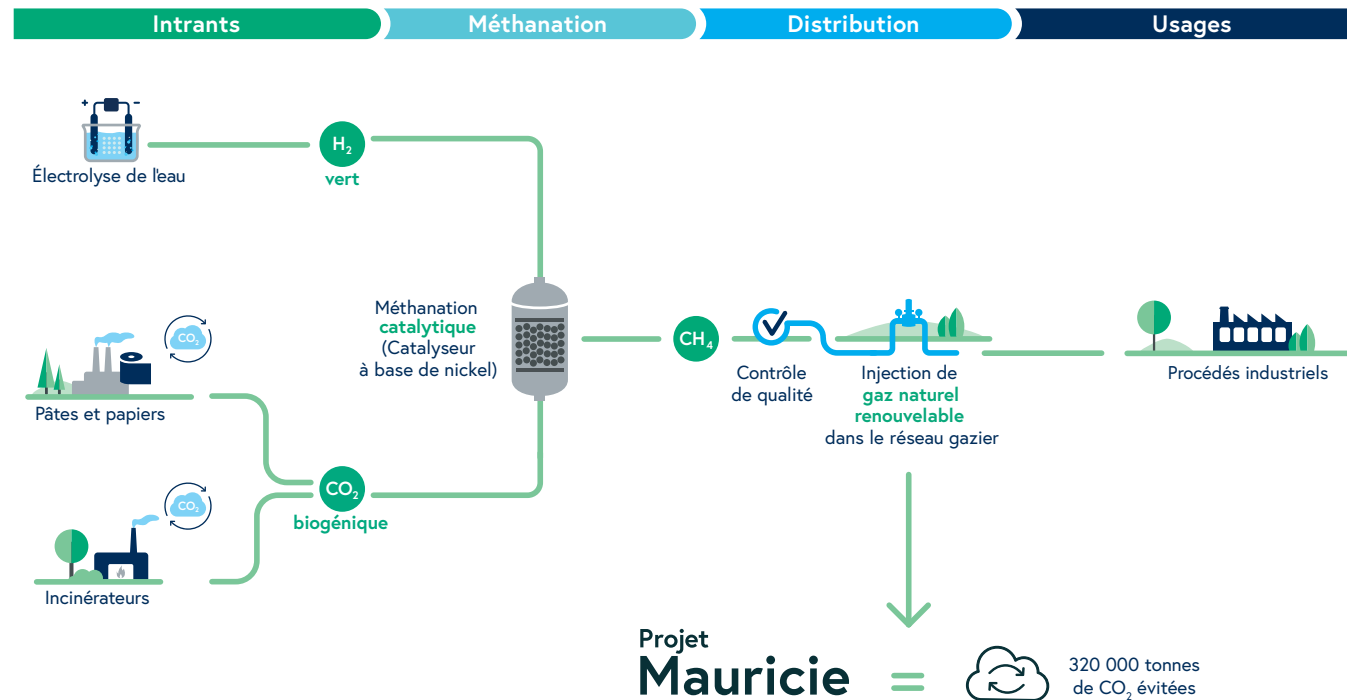 Intrants
Méthanation
Distribution
Usages
+ -
Électrolyse de l'eau
H₂
vert
CO₂
Pâtes et papiers
CO₂
Incinérateurs
CO₂
biogénique
Méthanation
catalytique
(Catalyseur
à base de nickel)
CH₄
Contrôle
de qualité
Injection de
gaz naturel
renouvelable
dans le réseau gazier
Procédés industriels
Projet
Mauricie
=
320 000 tonnes
de CO₂ évitées